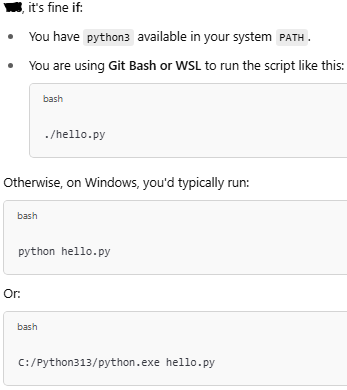 , it's fine if:
You have python3 available in your system PATH.
You are using Git Bash or WSL to run the script like this:
bash
./hello.py
Otherwise, on Windows, you'd typically run:
bash
python hello.py
Or:
bash
C:/Python313/python.exe hello.py